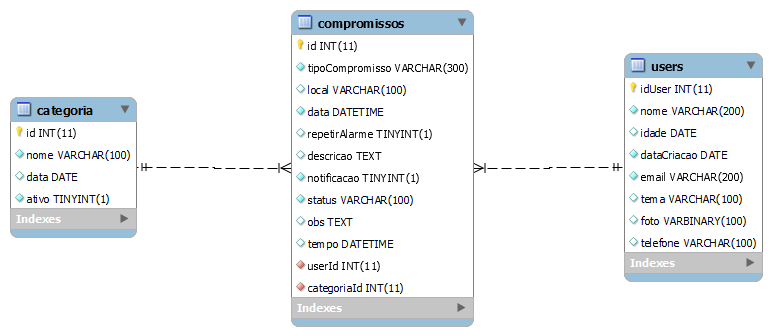 categoria
id INT(11)
nome VARCHAR(100)
data DATE
ativo TINYINT(1)
Indexes
compromissos
id INT(11)
tipoCompromisso VARCHAR(300)
local VARCHAR(100)
data DATETIME
repetirAlarme TINYINT(1)
descricao TEXT
notificacao TINYINT(1)
status VARCHAR(100)
obs TEXT
tempo DATETIME
userId INT(11)
categoriaId INT(11)
Indexes
users
idUser INT(11)
nome VARCHAR(200)
idade DATE
dataCriacao DATE
email VARCHAR(200)
tema VARCHAR(100)
foto VARBINARY(100)
telefone VARCHAR(100)
Indexes